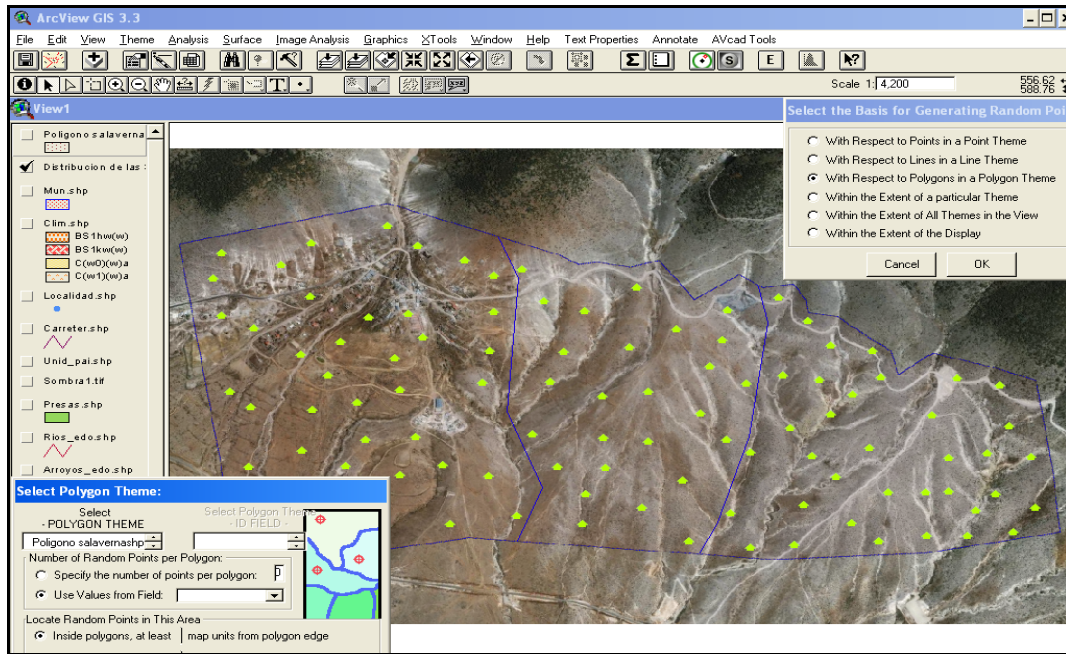 ArcView GIS 3.3
File Edit View Theme Analysis Surface Image Analysis Graphics XTools Window Help Text Properties Annotate AVcad Tools
Scale 1: 4,200
556.62
588.76
View1
Poligono salaverna
Distribucion de las
Mun.shp
Clim.shp
BS1hw(w)
BS1kw(w)
C(w0)(w)a
C(w1)(w)a
Localidad.shp
Carreter.shp
Unid_pai.shp
Sombra1.tif
Presas.shp
Rios_edo.shp
Arroyos_edo.shp
Select the Basis for Generating Random Poi
With Respect to Points in a Point Theme
With Respect to Lines in a Line Theme
With Respect to Polygons in a Polygon Theme
Within the Extent of a particular Theme
Within the Extent of All Themes in the View
Within the Extent of the Display
Cancel OK
Select Polygon Theme:
Select Select Polygon Theme
- POLYGON THEME - ID FIELD -
Poligono salavernashp
Number of Random Points per Polygon:
Specify the number of points per polygon:
Use Values from Field:
Locate Random Points in This Area
Inside polygons, at least map units from polygon edge